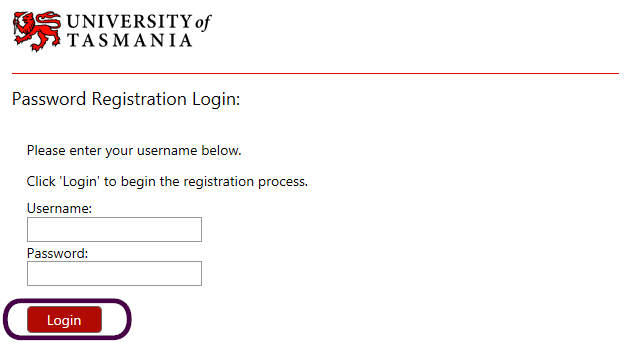 UNIVERSITY of
TASMANIA
Password Registration Login:
Please enter your username below.
Click 'Login' to begin the registration process.
Username:
Password:
Login